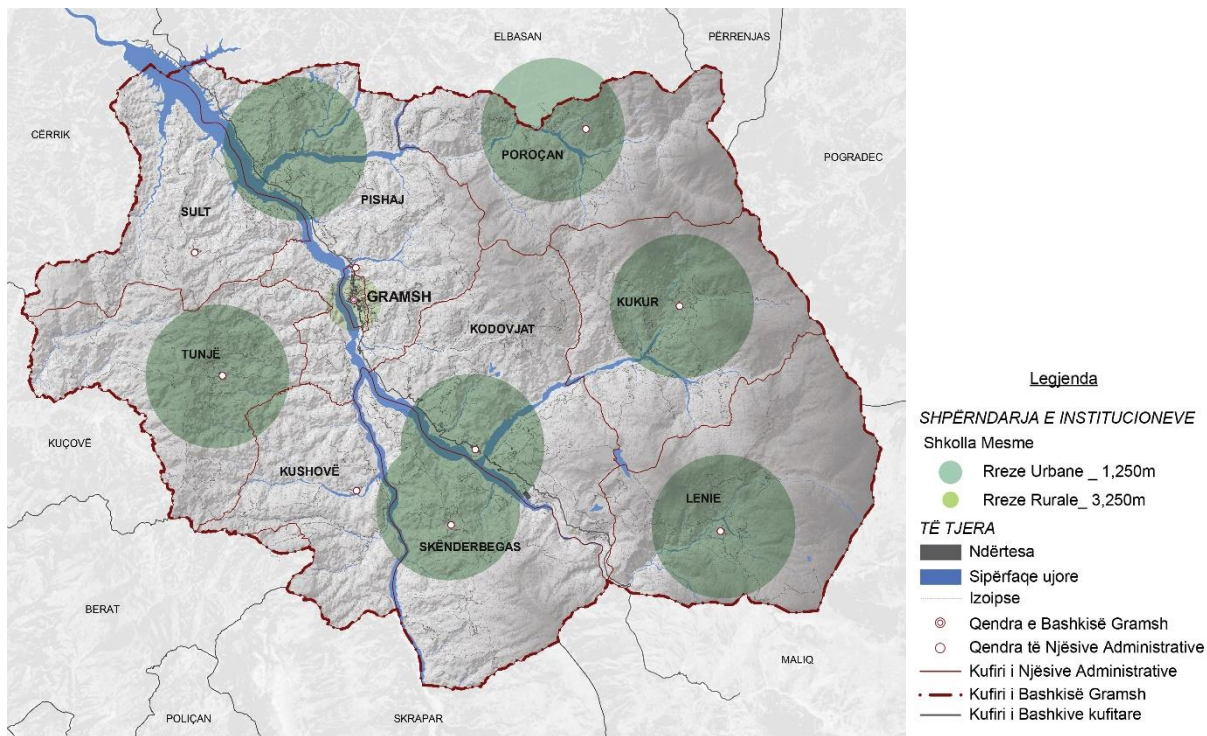 ELBASAN
PËRRENJAS
CËRRIK
POGRADEC
POROÇAN
PISHAJ
SULT
KUKUR
GRAMSH
KODOVJAT
TUNJË
KUÇOVË
KUSHOVË
LENIE
SKËNDERBEGAS
BERAT
MALIQ
POLIÇAN
SKRAPAR
Legjenda
SHPËRNDARJA E INSTITUCIONEVE
Shkolla Mesme
Rreze Urbane _ 1,250m
Rreze Rurale_ 3,250m
TË TJERA
Ndërtesa
Sipërfaqe ujore
Izoipse
Qendra e Bashkisë Gramsh
Qendra të Njësive Administrative
Kufiri i Njësive Administrative
Kufiri i Bashkisë Gramsh
Kufiri i Bashkive kufitare